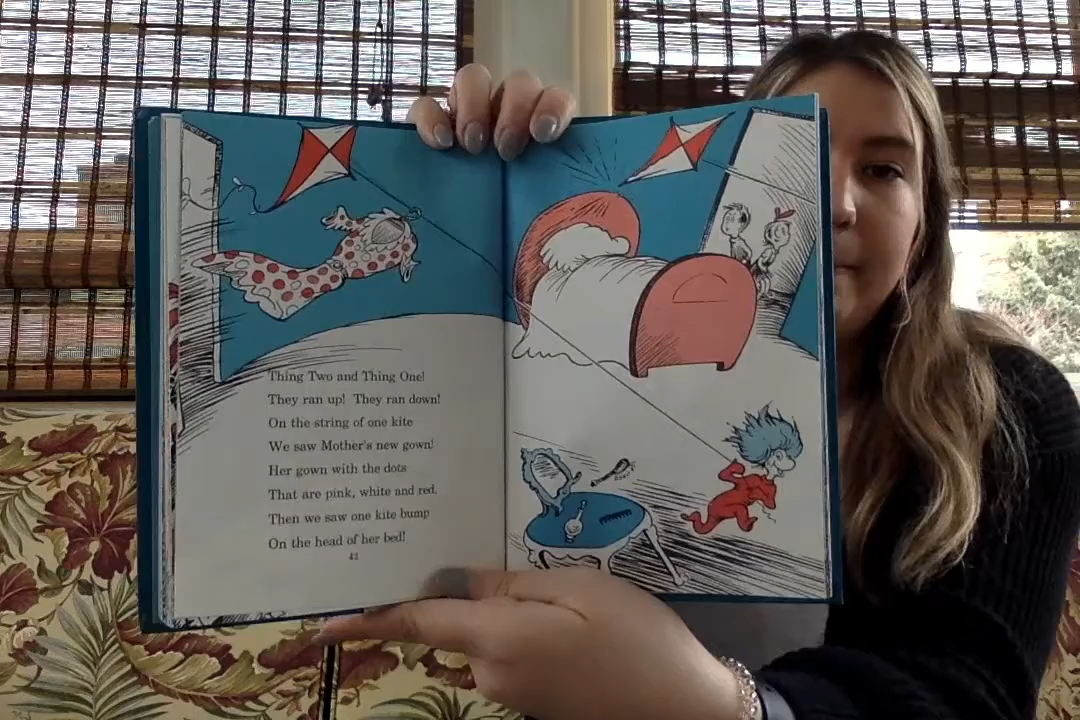 Thing Two and Thing One!
They ran up! They ran down!
On the string of one kite
We saw Mother's new gown!
Her gown with the dots
That are pink, white and red.
Then we saw one kite bump
On the head of her bed!
42